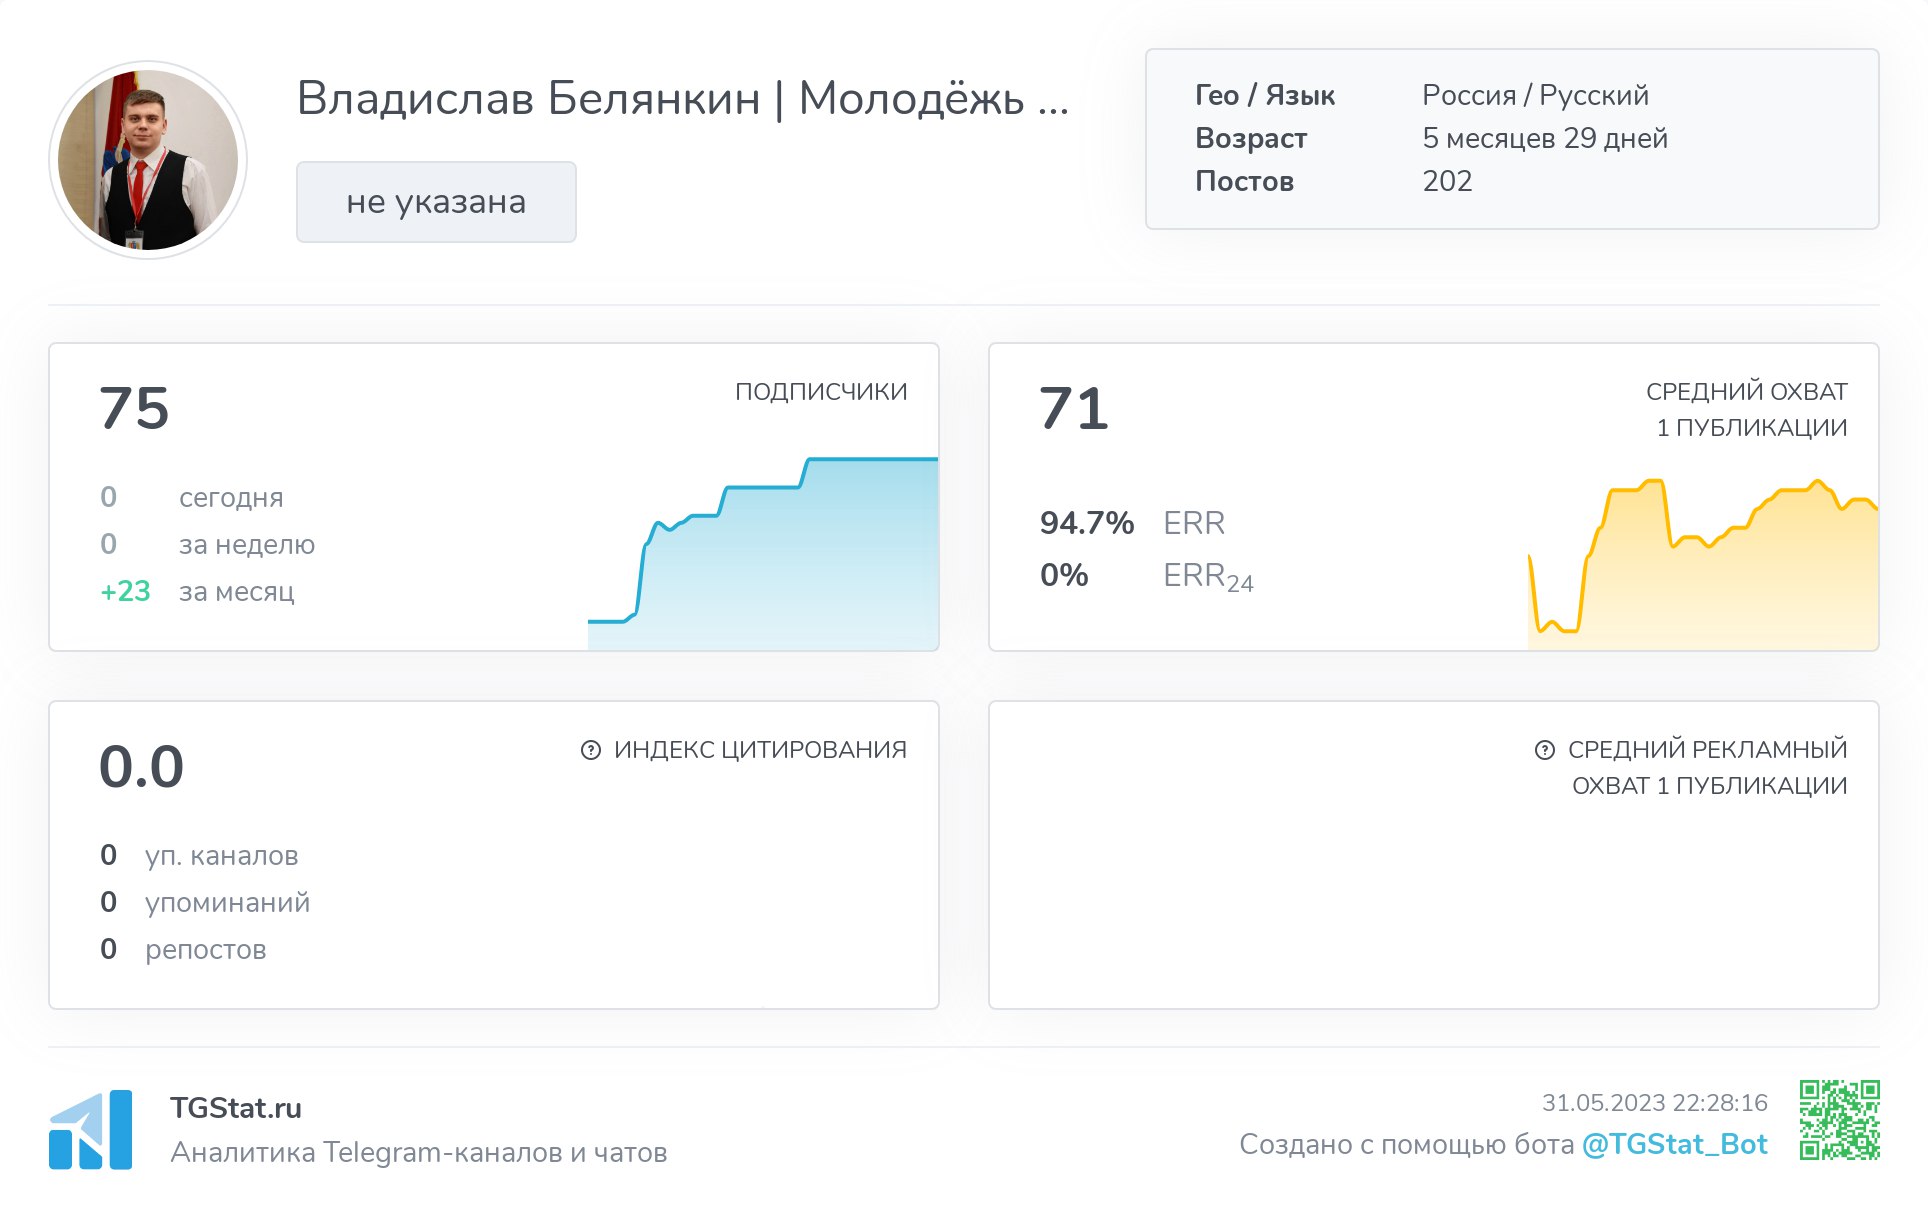 Владислав Белянкин | Молодёжь ...
не указана
Гео / Язык Россия / Русский
Возраст 5 месяцев 29 дней
Постов 202
75 ПОДПИСЧИКИ
0 сегодня
0 за неделю
+23 за месяц
71 СРЕДНИЙ ОХВАТ
1 ПУБЛИКАЦИИ
94.7% ERR
0% ERR24
0.0 ИНДЕКС ЦИТИРОВАНИЯ
0 уп. каналов
0 упоминаний
0 репостов
СРЕДНИЙ РЕКЛАМНЫЙ
ОХВАТ 1 ПУБЛИКАЦИИ
TGStat.ru
Аналитика Telegram-каналов и чатов
31.05.2023 22:28:16
Создано с помощью бота @TGStat_Bot